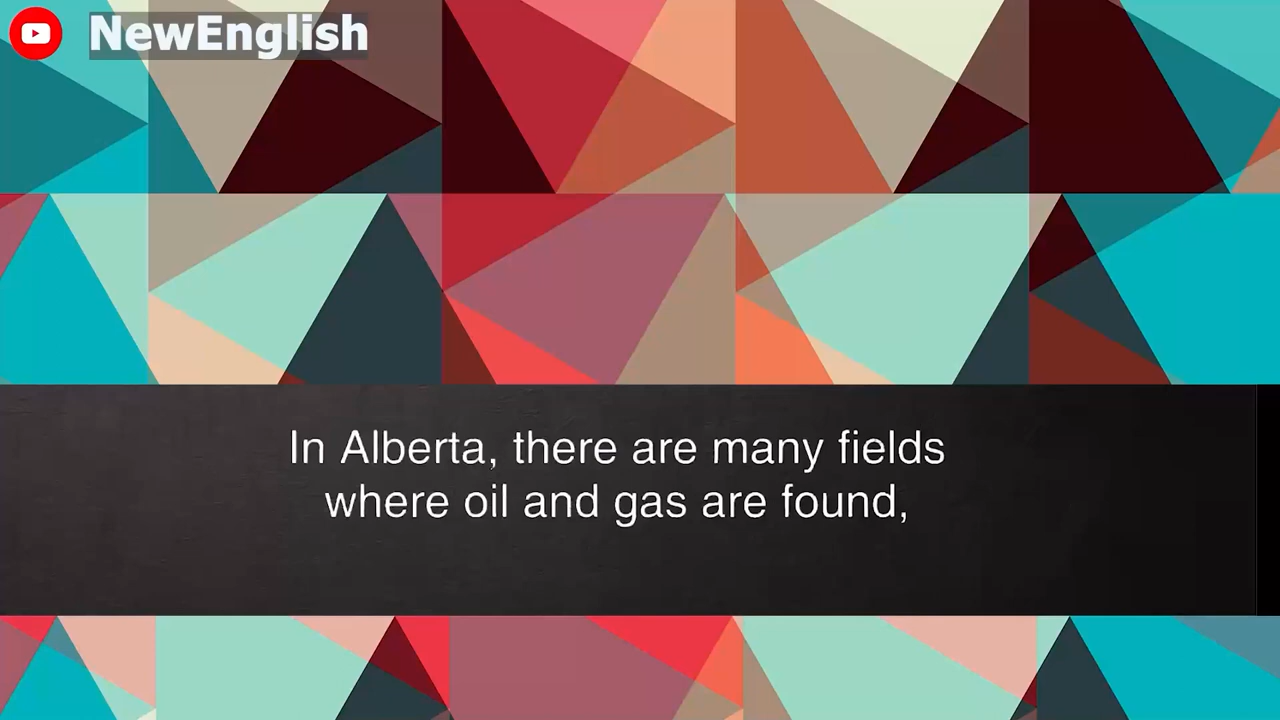 NewEnglish
In Alberta, there are many fields
where oil and gas are found,